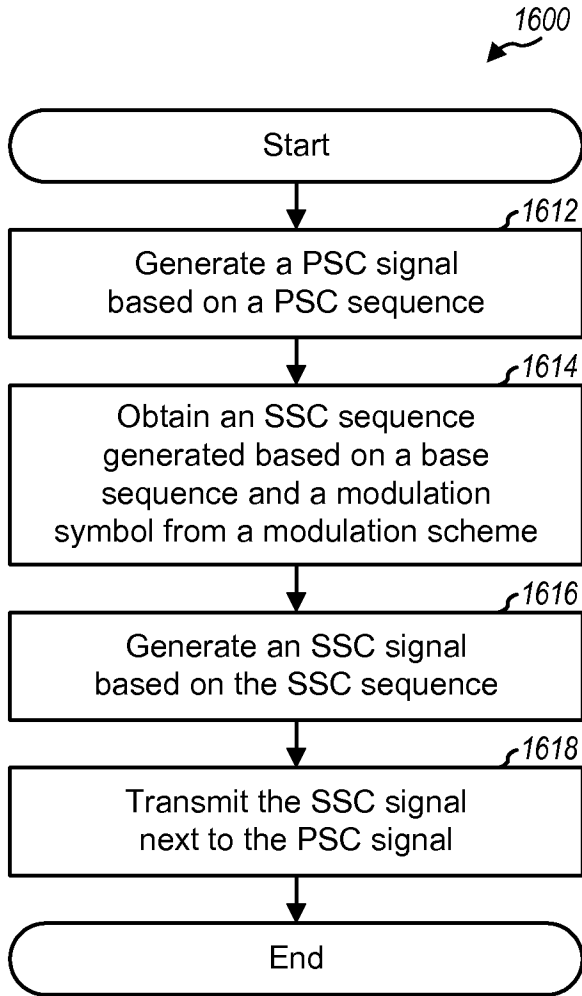 1600
Start
1612
Generate a PSC signal
based on a PSC sequence
1614
Obtain an SSC sequence
generated based on a base
sequence and a modulation
symbol from a modulation scheme
1616
Generate an SSC signal
based on the SSC sequence
1618
Transmit the SSC signal
next to the PSC signal
End